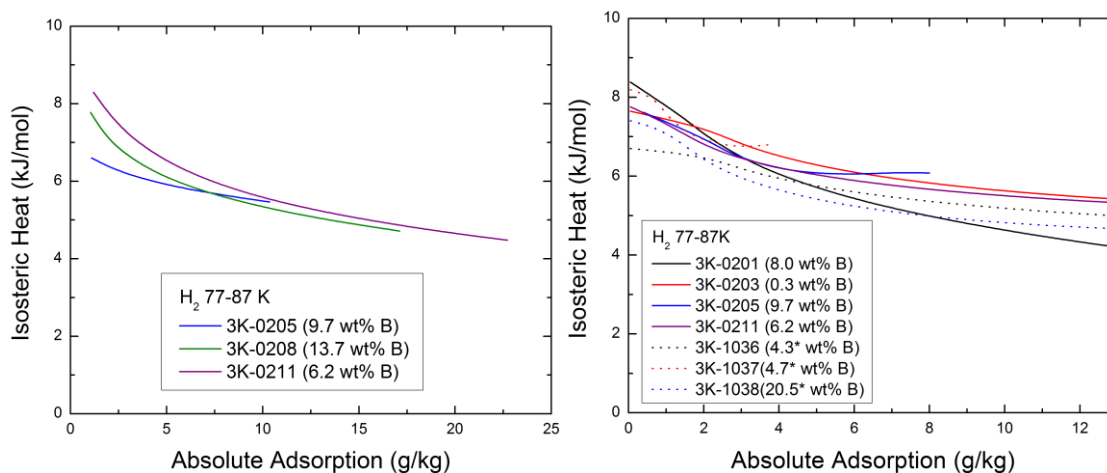 10
8
6
4
2
0
Isosteric Heat (kJ/mol)
H2 77-87 K
3K-0205 (9.7 wt% B)
3K-0208 (13.7 wt% B)
3K-0211 (6.2 wt% B)
0 5 10 15 20 25
Absolute Adsorption (g/kg)
10
8
6
4
2
0
Isosteric Heat (kJ/mol)
H2 77-87K
3K-0201 (8.0 wt% B)
3K-0203 (0.3 wt% B)
3K-0205 (9.7 wt% B)
3K-0211 (6.2 wt% B)
3K-1036 (4.3* wt% B)
3K-1037(4.7* wt% B)
3K-1038(20.5* wt% B)
0 2 4 6 8 10 12
Absolute Adsorption (g/kg)